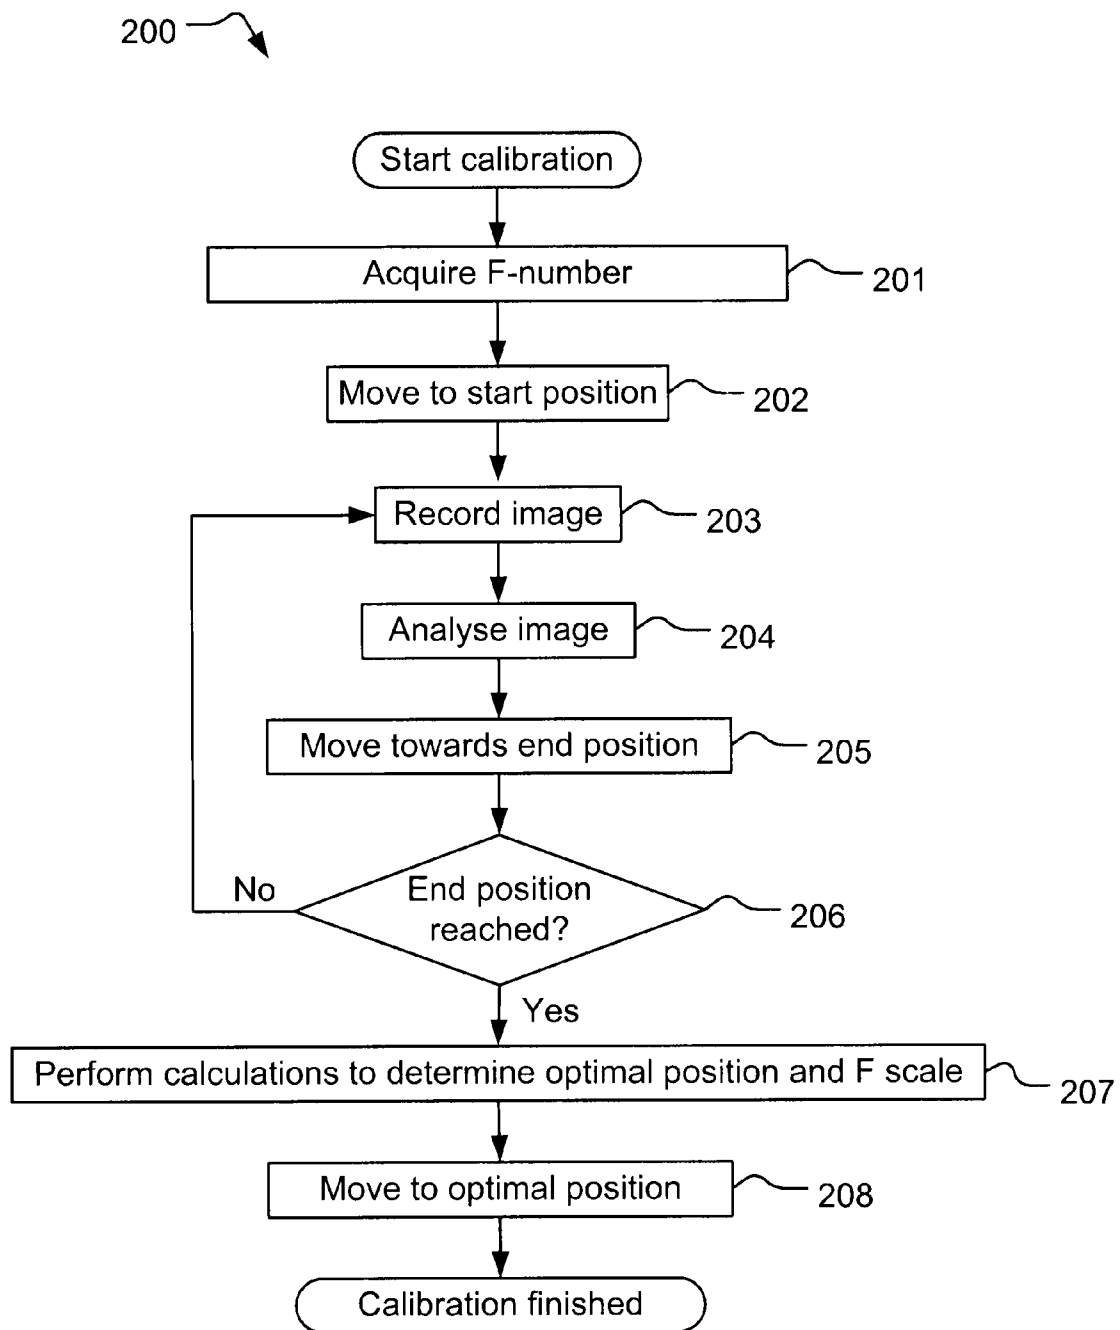 200
Start calibration
Acquire F-number
201
Move to start position
202
Record image
203
Analyse image
204
Move towards end position
205
No
End position
reached?
206
Yes
Perform calculations to determine optimal position and F scale
207
Move to optimal position
208
Calibration finished